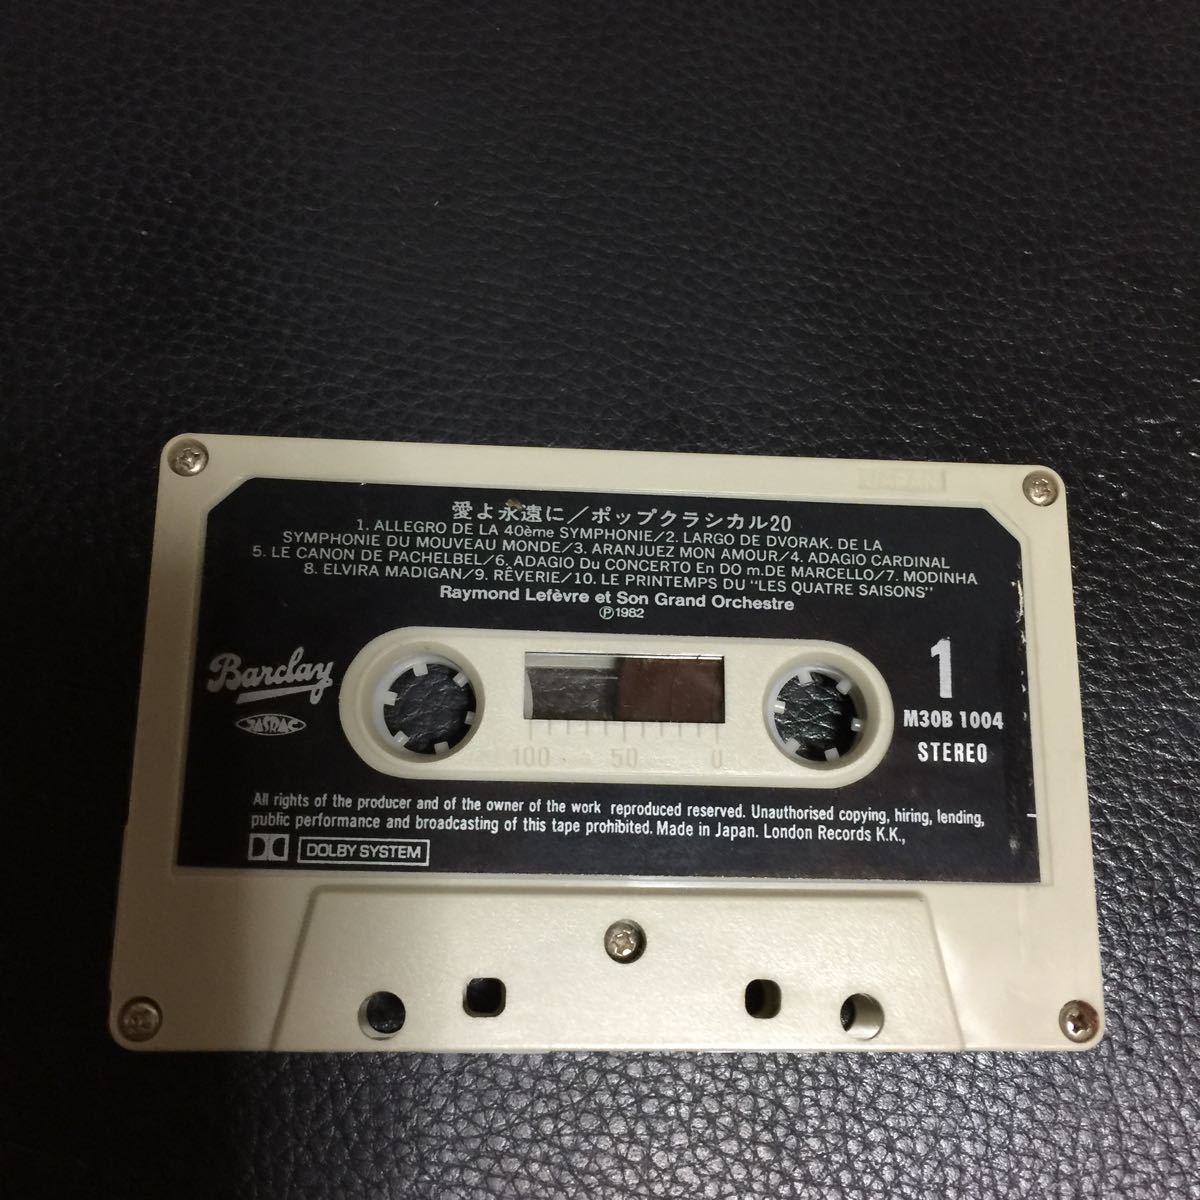 JAPAN
愛よ永遠に/ポップクラシカル20
1. ALLEGRO DE LA 40ème SYMPHONIE/2. LARGO DE DVORAK. DE LA
SYMPHONIE DU MOUVEAU MONDE/3. ARANJUEZ MON AMOUR/4. ADAGIO CARDINAL
5. LE CANON DE PACHELBEL/6. ADAGIO Du CONCERTO En DO m.DE MARCELLO/7. MODINHA
8. ELVIRA MADIGAN/9. RÊVERIE/10. LE PRINTEMPS DU "LES QUATRE SAISONS"
Raymond Lefèvre et Son Grand Orchestre
Ⓟ1982
Barclay
JASRAC
1
M30B 1004
STEREO
100 50 0
All rights of the producer and of the owner of the work reproduced reserved. Unauthorised copying, hiring, lending,
public performance and broadcasting of this tape prohibited. Made in Japan. London Records K.K.,
DOLBY SYSTEM